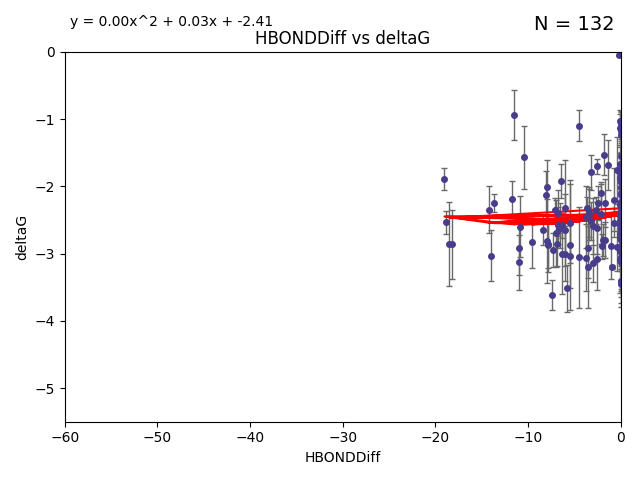 y = 0.00x^2 + 0.03x + -2.41
N = 132
HBONDDiff vs deltaG
0
−1
−2
−3
−4
−5
deltaG
−60
−50
−40
−30
−20
−10
0
HBONDDiff